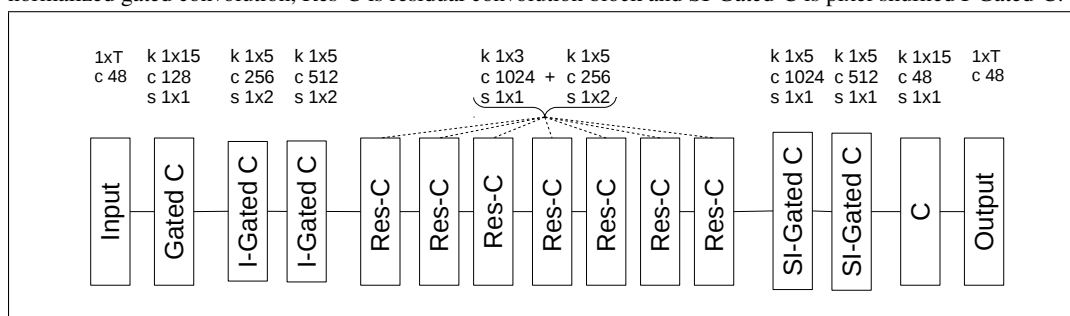 normalized gated convolution, Res-C is residual convolution block and SI-Gated-C is pixel shuffled I-Gated-C.
1xT k 1x15 k 1x5 k 1x5 k 1x3 k 1x5 k 1x5 k 1x5 k 1x15 1xT
c 48 c 128 c 256 c 512 c 1024 + c 256 c 1024 c 512 c 48 c 48
s 1x1 s 1x2 s 1x2 s 1x1 s 1x2 s 1x1 s 1x1 s 1x1
Input
Gated C
I-Gated C
I-Gated C
Res-C
Res-C
Res-C
Res-C
Res-C
Res-C
Res-C
SI-Gated C
SI-Gated C
C
Output